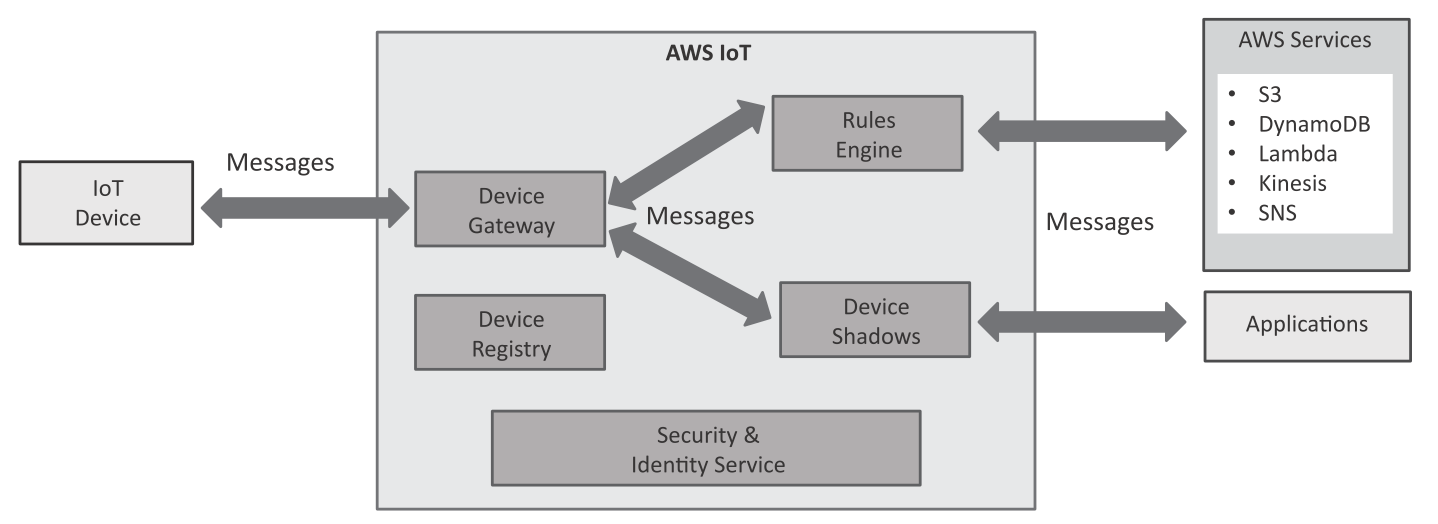 AWS IoT
IoT
Device
Messages
Device
Gateway
Messages
Rules
Engine
Device
Registry
Device
Shadows
Security &
Identity Service
Messages
AWS Services
• S3
• DynamoDB
• Lambda
• Kinesis
• SNS
Applications